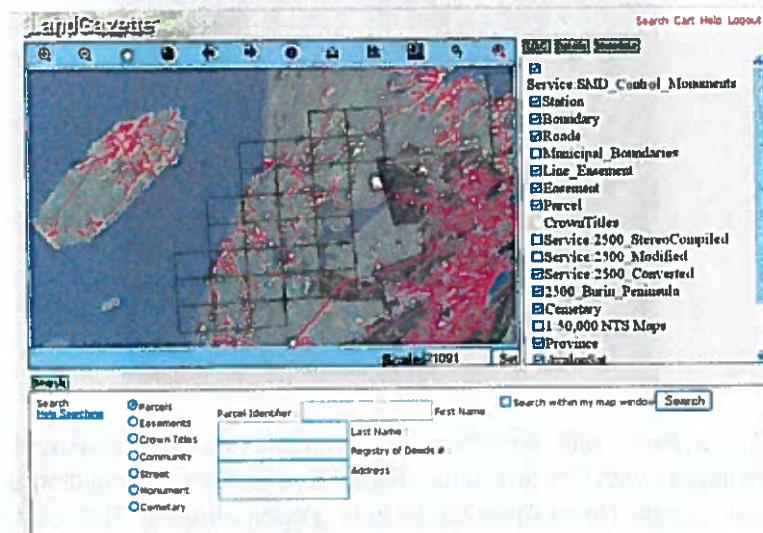 LandGazette
Search Cart Help Logout
Service:SMD_Control_Monuments
Station
Boundary
Roads
Municipal_Boundaries
Line_Easement
Easement
Parcel
CrownTitles
Service:2500_StereoCompiled
Service:2500_Modified
Service:2500_Converted
2500_Burin_Peninsula
Cemetary
1:50,000 NTS Maps
Province
AvalonSat
Scale: 21091 Set
Search
Search
Help Searching
Parcels
Easements
Crown Titles
Community
Street
Monument
Cemetary
Parcel Identifier
First Name
Last Name:
Registry of Deeds #:
Address
Search within my map window Search